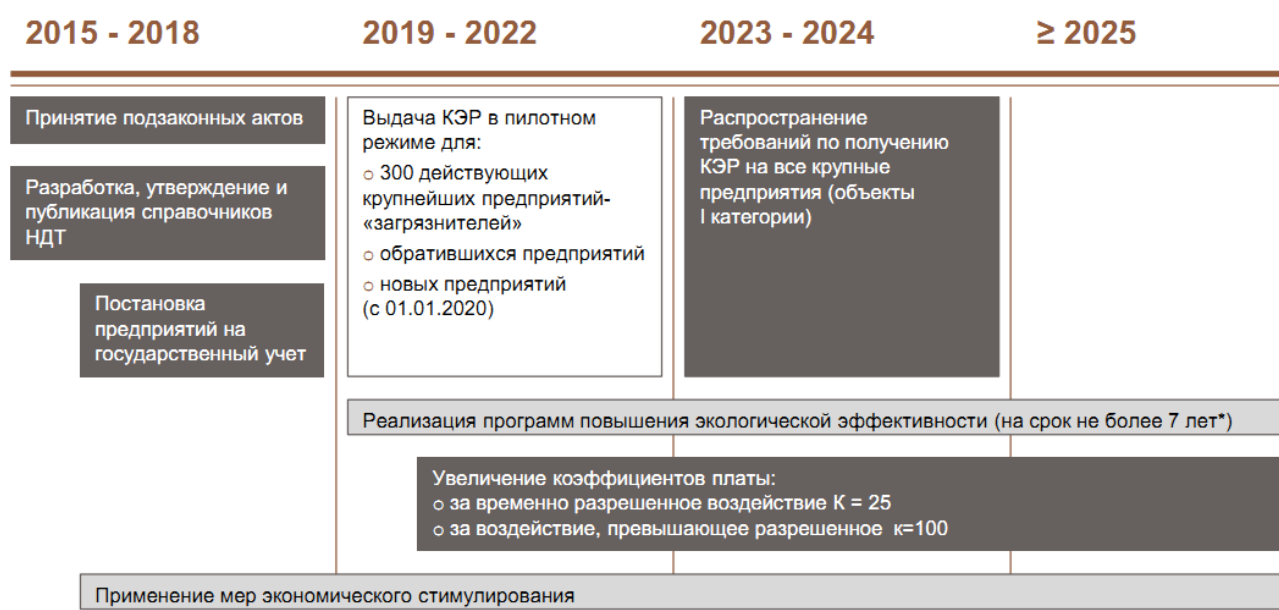 2015 - 2018
2019 - 2022
2023 - 2024
≥ 2025
Принятие подзаконных актов
Разработка, утверждение и
публикация справочников
НДТ
Постановка
предприятий на
государственный учет
Выдача КЭР в пилотном
режиме для:
○ 300 действующих
крупнейших предприятий-
«загрязнителей»
○ обратившихся предприятий
○ новых предприятий
(с 01.01.2020)
Распространение
требований по получению
КЭР на все крупные
предприятия (объекты
I категории)
Реализация программ повышения экологической эффективности (на срок не более 7 лет*)
Увеличение коэффициентов платы:
○ за временно разрешенное воздействие К = 25
○ за воздействие, превышающее разрешенное к=100
Применение мер экономического стимулирования